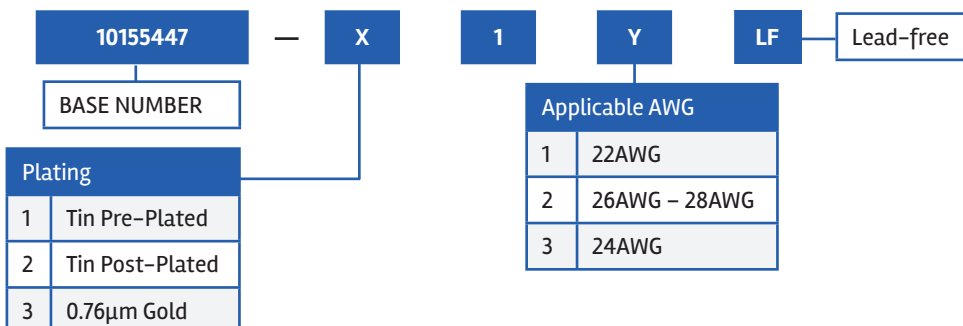 10155447 — X 1 Y LF Lead-free
BASE NUMBER
Plating
1 Tin Pre-Plated
2 Tin Post-Plated
3 0.76µm Gold
Applicable AWG
1 22AWG
2 26AWG – 28AWG
3 24AWG